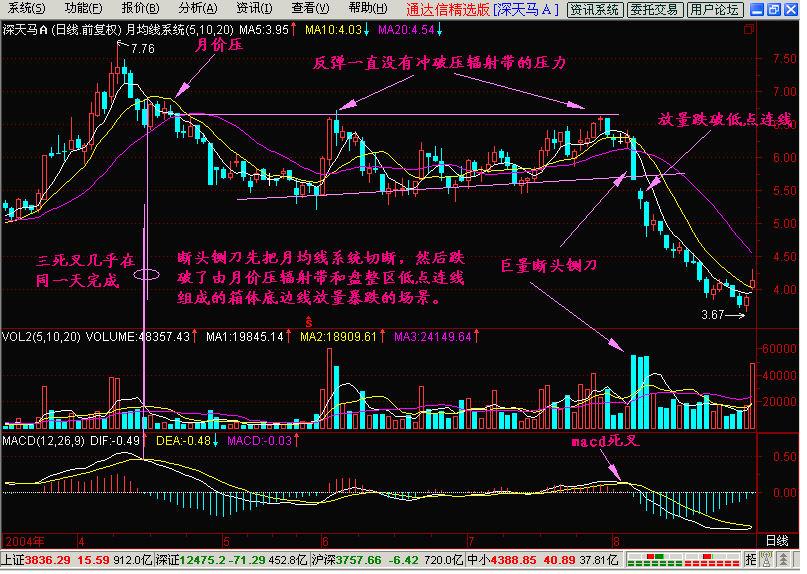 系统(S) 功能(F) 报价(B) 分析(A) 资讯(I) 查看(V) 帮助(H) 通达信精选版 [深天马A] 资讯系统 委托交易 用户论坛
深天马A (日线.前复权) 月均线系统(5,10,20) MA5:3.95↑ MA10:4.03↓ MA20:4.54↓
月价压
7.76
7.50
反弹一直没有冲破压辐射带的压力
7.00
放量跌破低点连线
6.50
6.00
5.50
5.00
三死叉几乎在
同一天完成
断头铡刀先把月均线系统切断，然后跌
破了由月价压辐射带和盘整区低点连线
组成的箱体底边线放量暴跌的场景。
巨量断头铡刀
4.50
4.00
3.67
S
VOL2(5,10,20) VOLUME:48357.43↑ MA1:19845.14↑ MA2:18909.61↑ MA3:24149.64↑
60000
40000
20000
MACD(12,26,9) DIF:-0.49↑ DEA:-0.48↓ MACD:-0.03↑
macd死叉
0.50
0.00
2004年 4 5 6 7 8 日线
上证3836.29 15.59 912.0亿 深证12475.2 -71.29 452.8亿 沪深3757.66 -6.42 720.0亿 中小4388.85 40.89 37.81亿 招